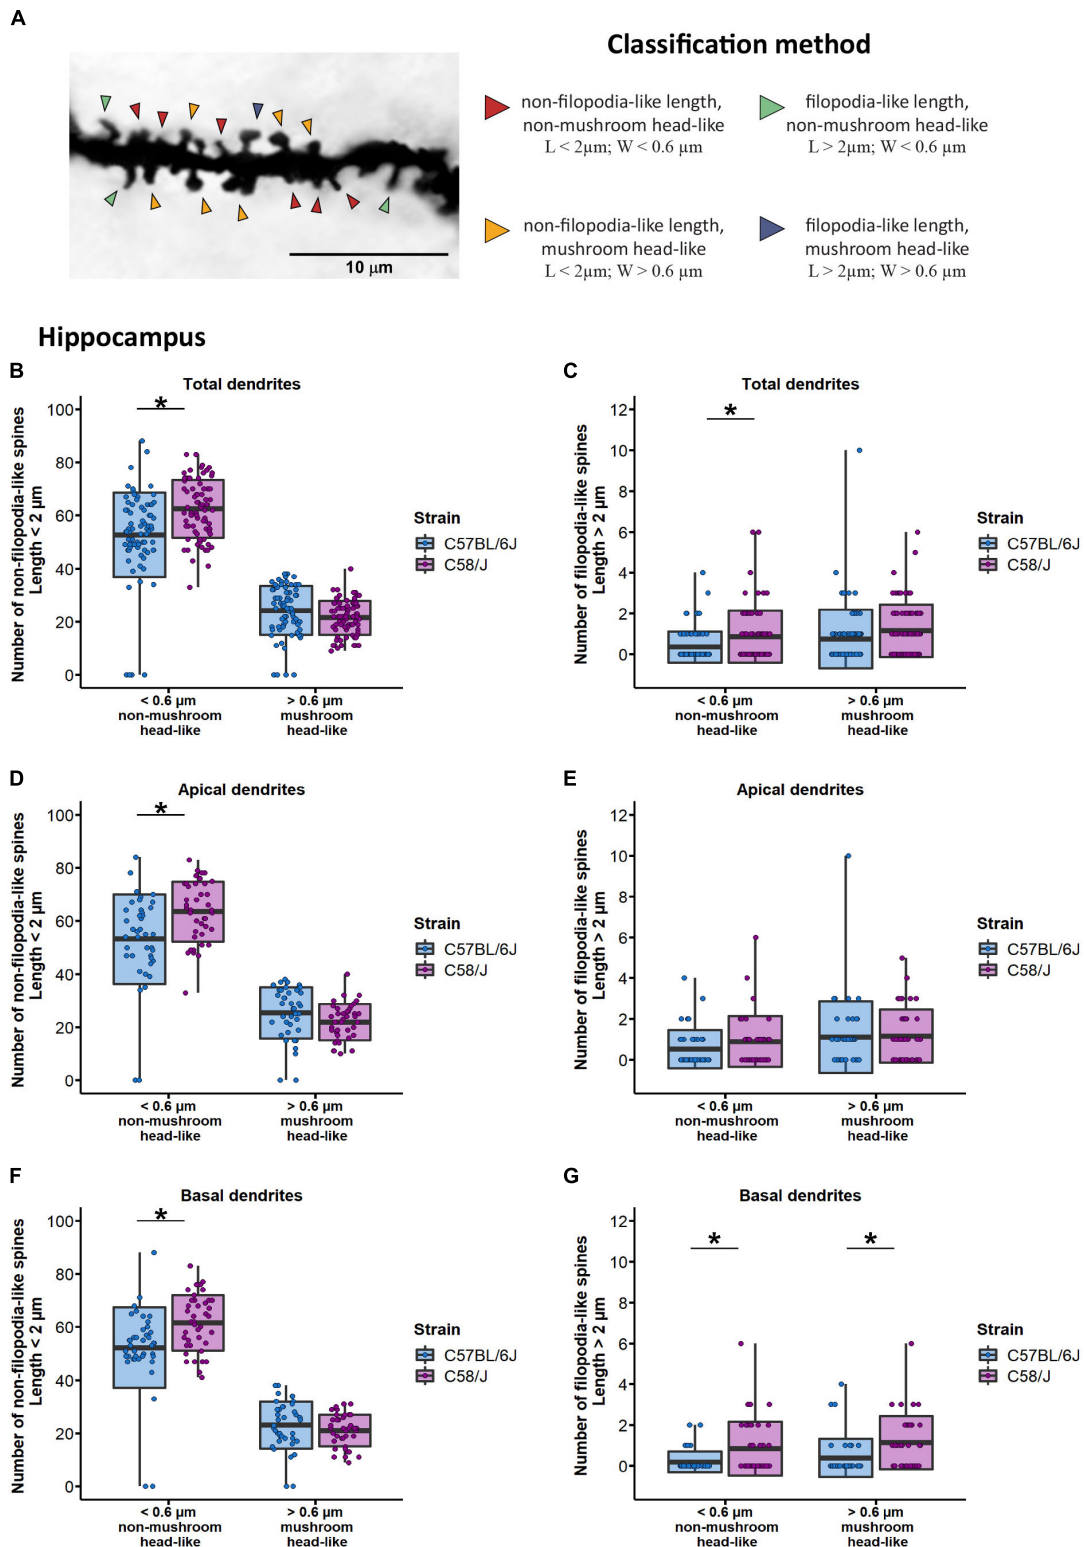 A
Classification method
non-filopodia-like length,
non-mushroom head-like
L < 2µm; W < 0.6 µm
filopodia-like length,
non-mushroom head-like
L > 2µm; W < 0.6 µm
non-filopodia-like length,
mushroom head-like
L < 2µm; W > 0.6 µm
filopodia-like length,
mushroom head-like
L > 2µm; W > 0.6 µm
10 µm
Hippocampus
B
Total dendrites
Number of non-filopodia-like spines
Length < 2 µm
100
80
60
40
20
0
*
< 0.6 µm
non-mushroom
head-like
> 0.6 µm
mushroom
head-like
Strain
C57BL/6J
C58/J
C
Total dendrites
Number of filopodia-like spines
Length > 2 µm
12
10
8
6
4
2
0
*
< 0.6 µm
non-mushroom
head-like
> 0.6 µm
mushroom
head-like
Strain
C57BL/6J
C58/J
D
Apical dendrites
Number of non-filopodia-like spines
Length < 2 µm
100
80
60
40
20
0
*
< 0.6 µm
non-mushroom
head-like
> 0.6 µm
mushroom
head-like
Strain
C57BL/6J
C58/J
E
Apical dendrites
Number of filopodia-like spines
Length > 2 µm
12
10
8
6
4
2
0
< 0.6 µm
non-mushroom
head-like
> 0.6 µm
mushroom
head-like
Strain
C57BL/6J
C58/J
F
Basal dendrites
Number of non-filopodia-like spines
Length < 2 µm
100
80
60
40
20
0
*
< 0.6 µm
non-mushroom
head-like
> 0.6 µm
mushroom
head-like
Strain
C57BL/6J
C58/J
G
Basal dendrites
Number of filopodia-like spines
Length > 2 µm
12
10
8
6
4
2
0
*
*
< 0.6 µm
non-mushroom
head-like
> 0.6 µm
mushroom
head-like
Strain
C57BL/6J
C58/J